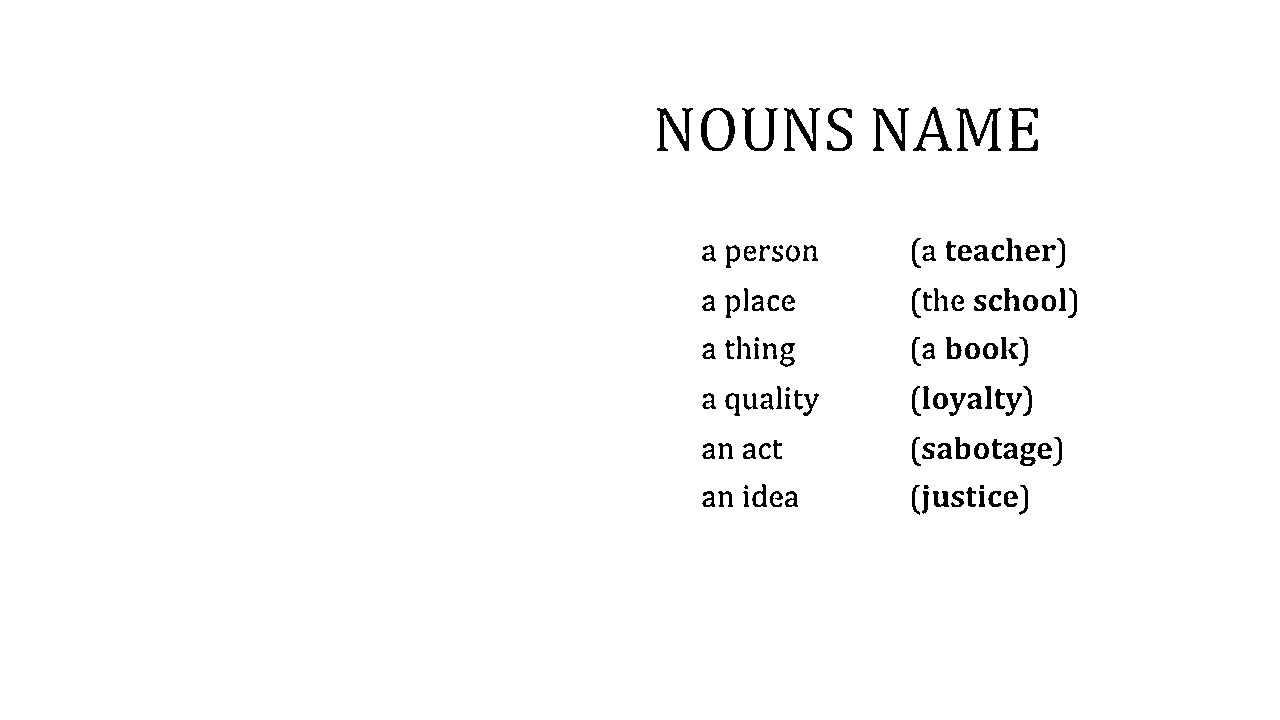 NOUNS NAME
a person (a teacher)
a place (the school)
a thing (a book)
a quality (loyalty)
an act (sabotage)
an idea (justice)